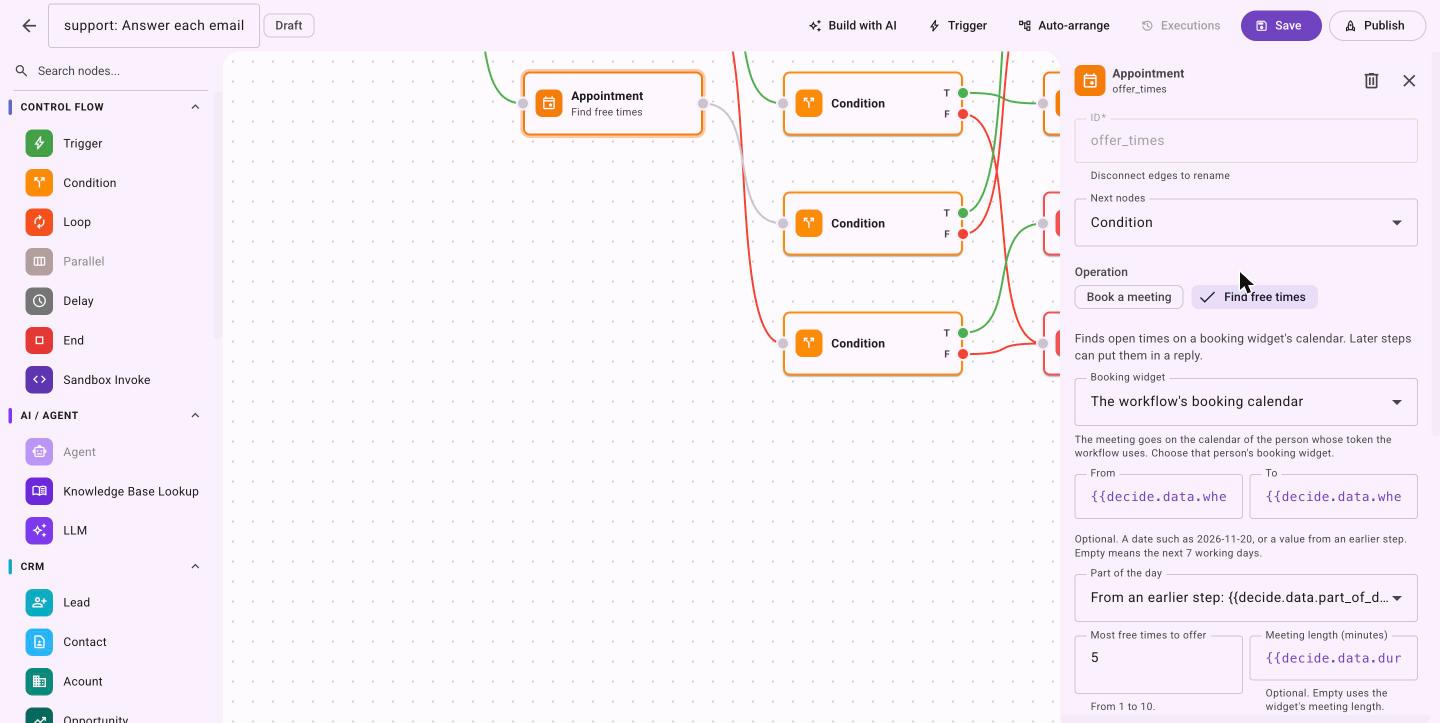 support: Answer each email
Draft
Build with AI
Trigger
Auto-arrange
Executions
Save
Publish
Search nodes...
CONTROL FLOW
Trigger
Condition
Loop
Parallel
Delay
End
Sandbox Invoke
AI / AGENT
Agent
Knowledge Base Lookup
LLM
CRM
Lead
Contact
Acount
Opportunity
Appointment
Find free times
Condition
T
F
Condition
T
F
Condition
T
F
Appointment
offer_times
ID*
offer_times
Disconnect edges to rename
Next nodes
Condition
Operation
Book a meeting
Find free times
Finds open times on a booking widget's calendar. Later steps
can put them in a reply.
Booking widget
The workflow's booking calendar
The meeting goes on the calendar of the person whose token the
workflow uses. Choose that person's booking widget.
From
{{decide.data.whe
To
{{decide.data.whe
Optional. A date such as 2026-11-20, or a value from an earlier step.
Empty means the next 7 working days.
Part of the day
From an earlier step: {{decide.data.part_of_d...
Most free times to offer
5
From 1 to 10.
Meeting length (minutes)
{{decide.data.dur
Optional. Empty uses the
widget's meeting length.